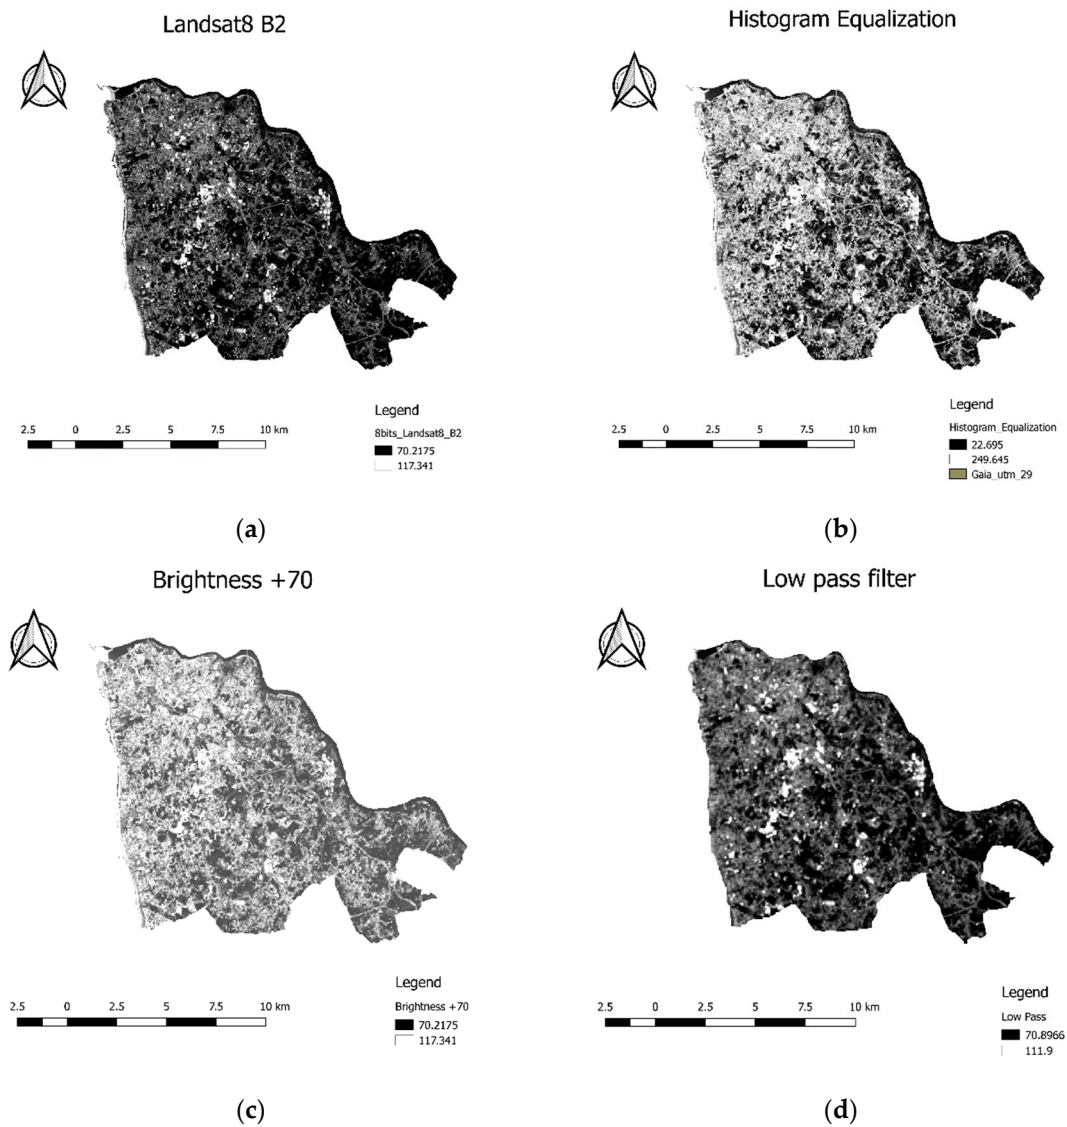 Landsat8 B2
2.5 0 2.5 5 7.5 10 km
Legend
8bits_Landsat8_B2
70.2175
117.341
(a)
Histogram Equalization
2.5 0 2.5 5 7.5 10 km
Legend
Histogram_Equalization
22.695
249.645
Gaia_utm_29
(b)
Brightness +70
2.5 0 2.5 5 7.5 10 km
Legend
Brightness +70
70.2175
117.341
(c)
Low pass filter
2.5 0 2.5 5 7.5 10 km
Legend
Low Pass
70.8966
111.9
(d)